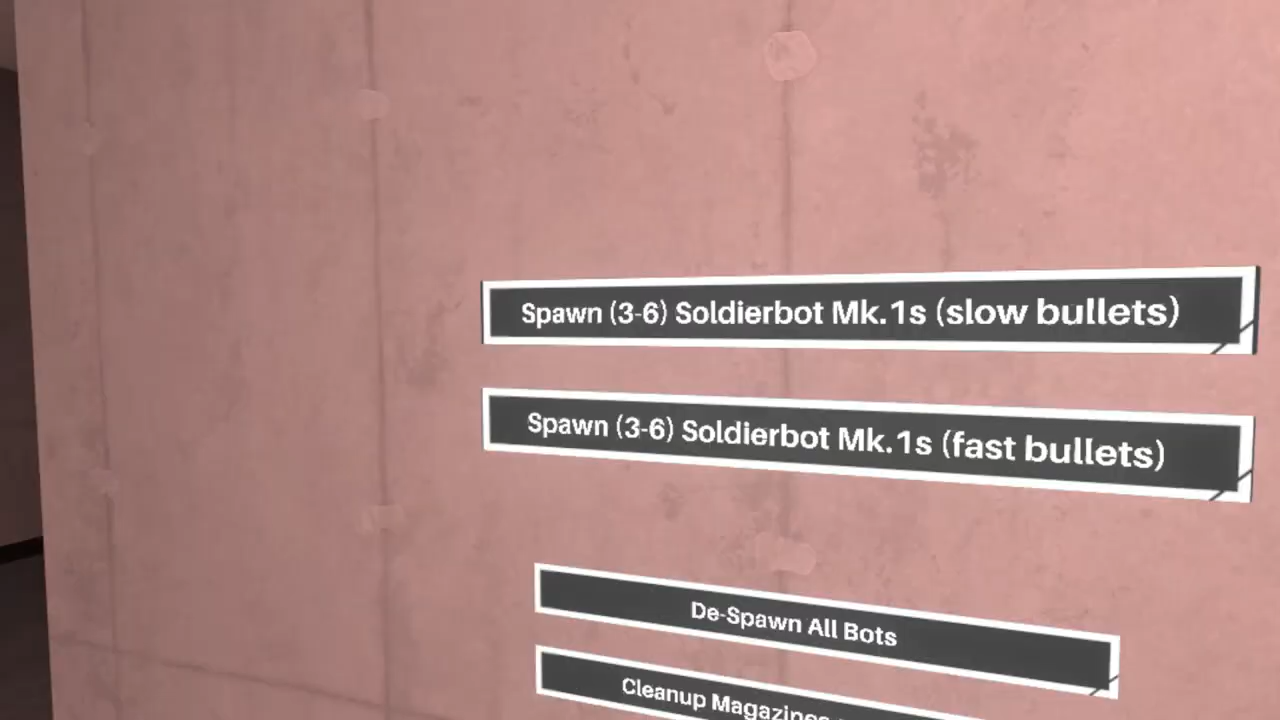 Spawn (3-6) Soldierbot Mk.1s (slow bullets)
Spawn (3-6) Soldierbot Mk.1s (fast bullets)
De-Spawn All Bots
Cleanup Magazines